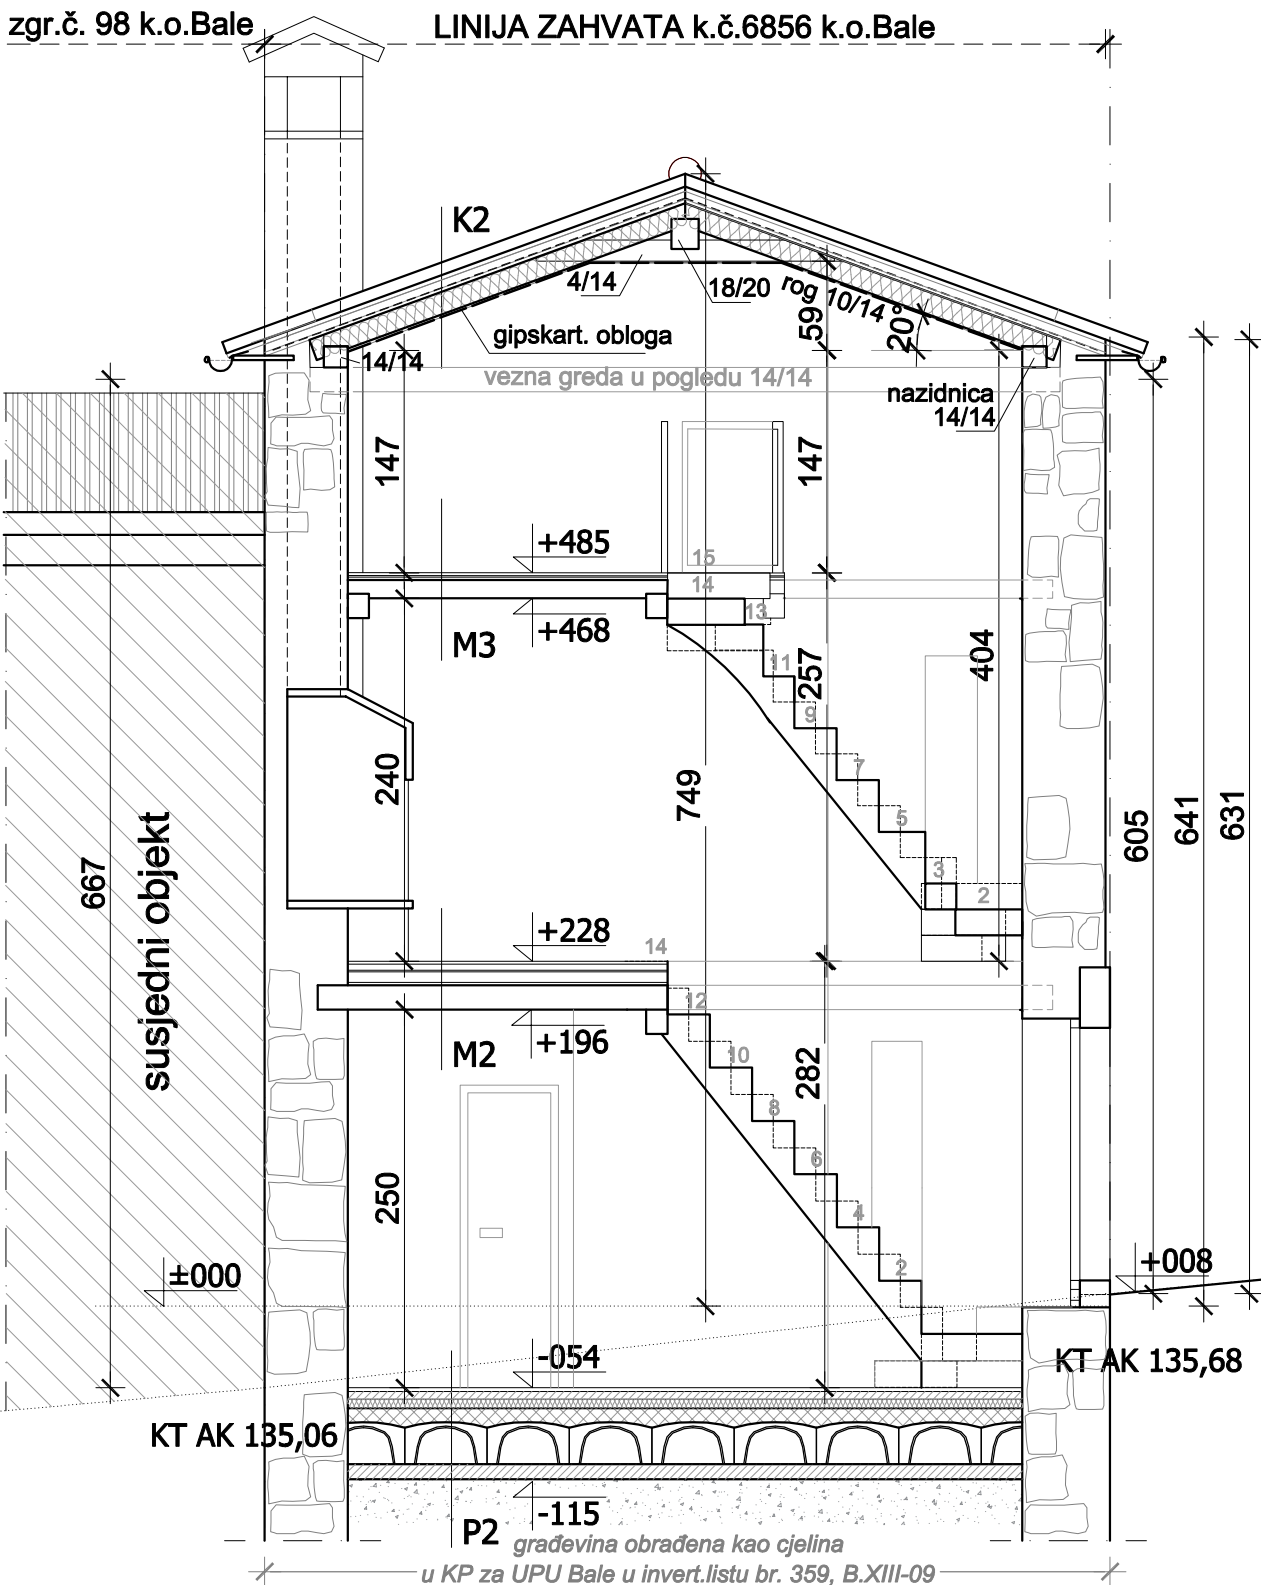 zgr.č. 98 k.o.Bale
LINIJA ZAHVATA k.č.6856 k.o.Bale
K2
4/14
18/20
rog 10/14
59
20°
gipskart. obloga
14/14
vezna greda u pogledu 14/14
nazidnica
14/14
147
147
+485
15
14
13
+468
M3
11
257
404
9
240
749
7
5
3
2
605
641
631
667
susjedni objekt
+228
14
12
+196
M2
10
282
8
6
250
4
2
±000
+008
-054
KT AK 135,68
KT AK 135,06
-115
P2
građevina obrađena kao cjelina
u KP za UPU Bale u invert.listu br. 359, B.XIII-09